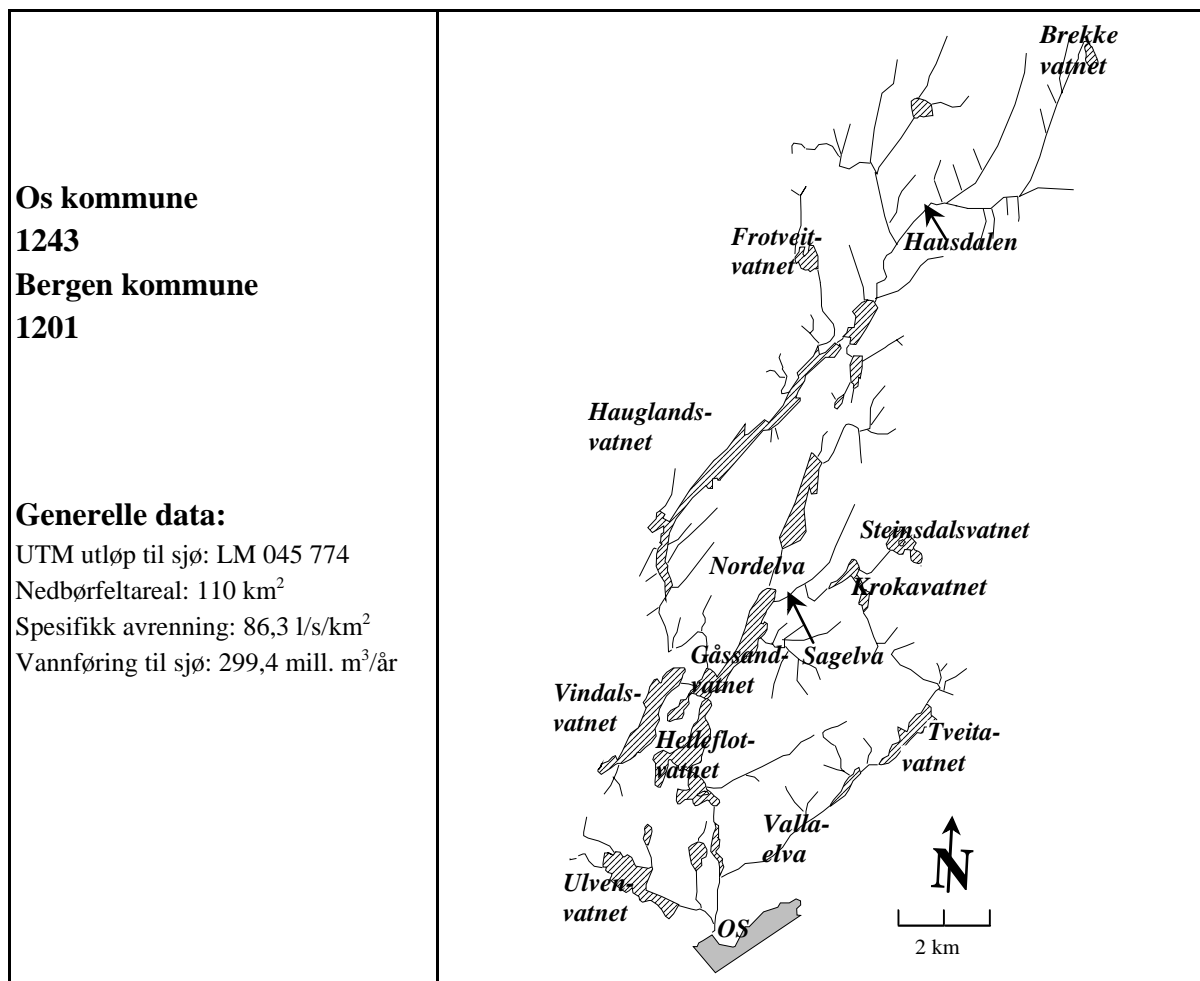 Os kommune
1243
Bergen kommune
1201
Generelle data:
UTM utløp til sjø: LM 045 774
Nedbørfeltareal: 110 km²
Spesifikk avrenning: 86,3 l/s/km²
Vannføring til sjø: 299,4 mill. m³/år
Brekke
vatnet
Frotveit-
vatnet
Hausdalen
Hauglands-
vatnet
Steinsdalsvatnet
Nordelva
Krokavatnet
Gåssand-
vatnet
Sagelva
Vindals-
vatnet
Hetleflot-
vatnet
Tveita-
vatnet
Valla-
elva
Ulven-
vatnet
N
OS
2 km